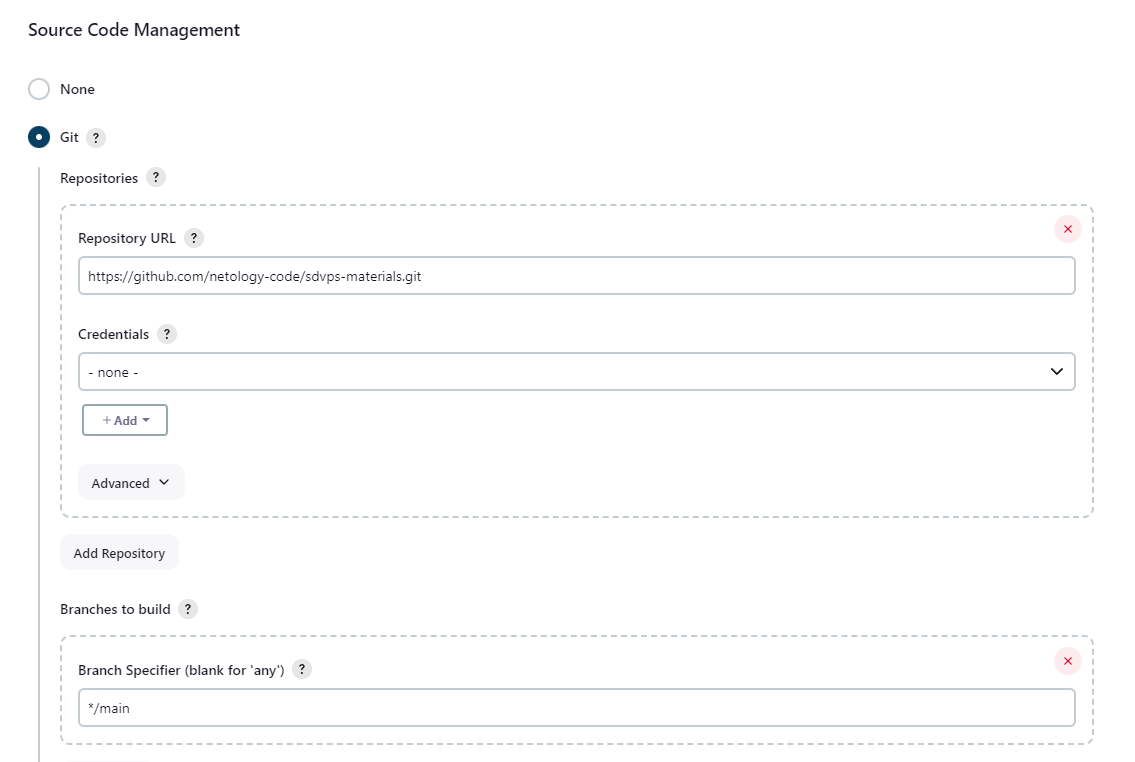 Source Code Management
None
Git ?
Repositories ?
Repository URL ?
https://github.com/netology-code/sdvps-materials.git
Credentials ?
- none -
+ Add
Advanced
Add Repository
Branches to build ?
Branch Specifier (blank for 'any') ?
*/main